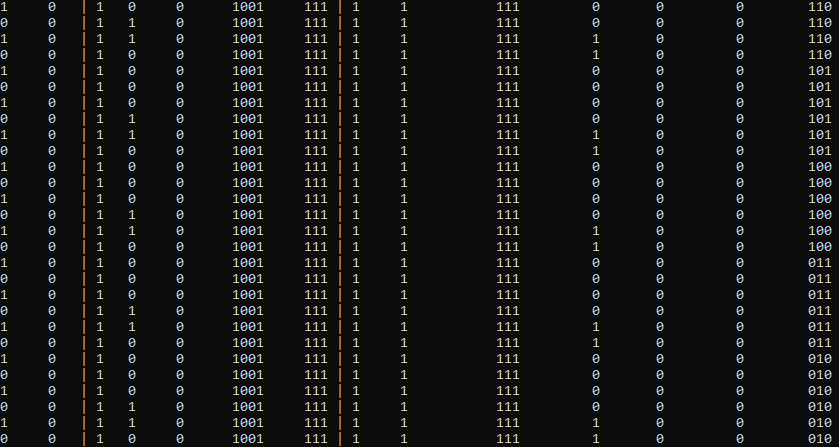 1 0 | 1 0 0 1001 111 | 1 1 111 0 0 0 110
0 0 | 1 1 0 1001 111 | 1 1 111 0 0 0 110
1 0 | 1 1 0 1001 111 | 1 1 111 1 0 0 110
0 0 | 1 0 0 1001 111 | 1 1 111 1 0 0 110
1 0 | 1 0 0 1001 111 | 1 1 111 0 0 0 101
0 0 | 1 0 0 1001 111 | 1 1 111 0 0 0 101
1 0 | 1 0 0 1001 111 | 1 1 111 0 0 0 101
0 0 | 1 1 0 1001 111 | 1 1 111 0 0 0 101
1 0 | 1 1 0 1001 111 | 1 1 111 1 0 0 101
0 0 | 1 0 0 1001 111 | 1 1 111 1 0 0 101
1 0 | 1 0 0 1001 111 | 1 1 111 0 0 0 100
0 0 | 1 0 0 1001 111 | 1 1 111 0 0 0 100
1 0 | 1 0 0 1001 111 | 1 1 111 0 0 0 100
0 0 | 1 1 0 1001 111 | 1 1 111 0 0 0 100
1 0 | 1 1 0 1001 111 | 1 1 111 1 0 0 100
0 0 | 1 0 0 1001 111 | 1 1 111 1 0 0 100
1 0 | 1 0 0 1001 111 | 1 1 111 0 0 0 011
0 0 | 1 0 0 1001 111 | 1 1 111 0 0 0 011
1 0 | 1 0 0 1001 111 | 1 1 111 0 0 0 011
0 0 | 1 1 0 1001 111 | 1 1 111 0 0 0 011
1 0 | 1 1 0 1001 111 | 1 1 111 1 0 0 011
0 0 | 1 0 0 1001 111 | 1 1 111 1 0 0 011
1 0 | 1 0 0 1001 111 | 1 1 111 0 0 0 010
0 0 | 1 0 0 1001 111 | 1 1 111 0 0 0 010
1 0 | 1 0 0 1001 111 | 1 1 111 0 0 0 010
0 0 | 1 1 0 1001 111 | 1 1 111 0 0 0 010
1 0 | 1 1 0 1001 111 | 1 1 111 1 0 0 010
0 0 | 1 0 0 1001 111 | 1 1 111 1 0 0 010